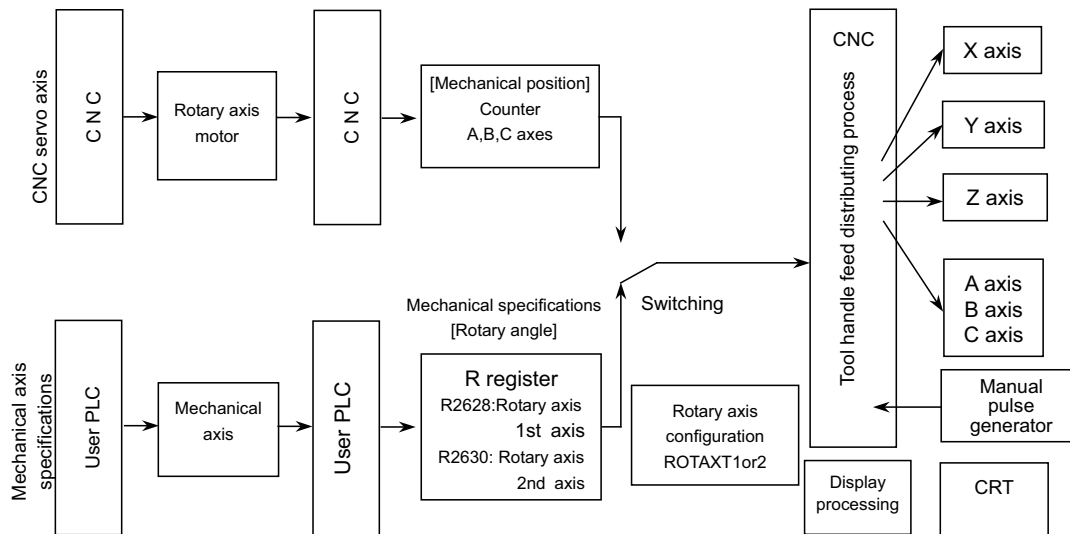 CNC servo axis
C N C
Rotary axis
motor
C N C
[Mechanical position]
Counter
A,B,C axes
Mechanical axis
specifications
User PLC
Mechanical
axis
User PLC
Mechanical specifications
[Rotary angle]
R register
R2628:Rotary axis
1st axis
R2630: Rotary axis
2nd axis
Switching
Rotary axis
configuration
ROTAXT1or2
CNC
Tool handle feed distributing process
X axis
Y axis
Z axis
A axis
B axis
C axis
Manual
pulse
generator
Display
processing
CRT